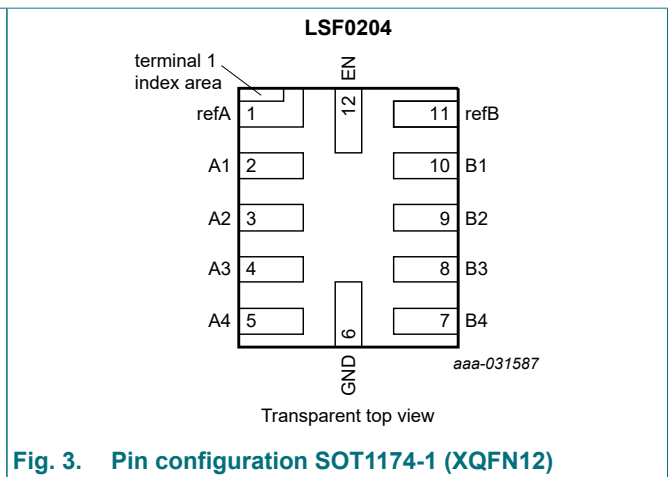 LSF0204
terminal 1
index area
EN
12
refA 1
11 refB
A1 2
10 B1
A2 3
9 B2
A3 4
8 B3
A4 5
7 B4
6
GND
aaa-031587
Transparent top view
Fig. 3. Pin configuration SOT1174-1 (XQFN12)